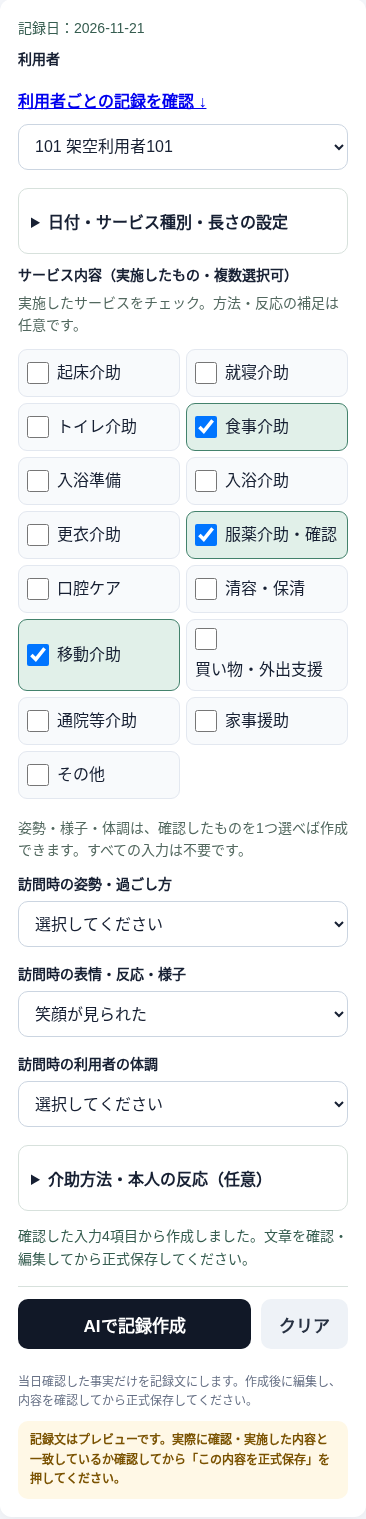 記録日：2026-11-21
利用者
利用者ごとの記録を確認 ↓
101 架空利用者101
▶ 日付・サービス種別・長さの設定
サービス内容（実施したもの・複数選択可）
実施したサービスをチェック。方法・反応の補足は
任意です。
起床介助
就寝介助
トイレ介助
食事介助
入浴準備
入浴介助
更衣介助
服薬介助・確認
口腔ケア
清容・保清
移動介助
買い物・外出支援
通院等介助
家事援助
その他
姿勢・様子・体調は、確認したものを1つ選べば作成
できます。すべての入力は不要です。
訪問時の姿勢・過ごし方
選択してください
訪問時の表情・反応・様子
笑顔が見られた
訪問時の利用者の体調
選択してください
▶ 介助方法・本人の反応（任意）
確認した入力4項目から作成しました。文章を確認・
編集してから正式保存してください。
AIで記録作成
クリア
当日確認した事実だけを記録文にします。作成後に編集し、
内容を確認してから正式保存してください。
記録文はプレビューです。実際に確認・実施した内容と
一致しているか確認してから「この内容を正式保存」を
押してください。